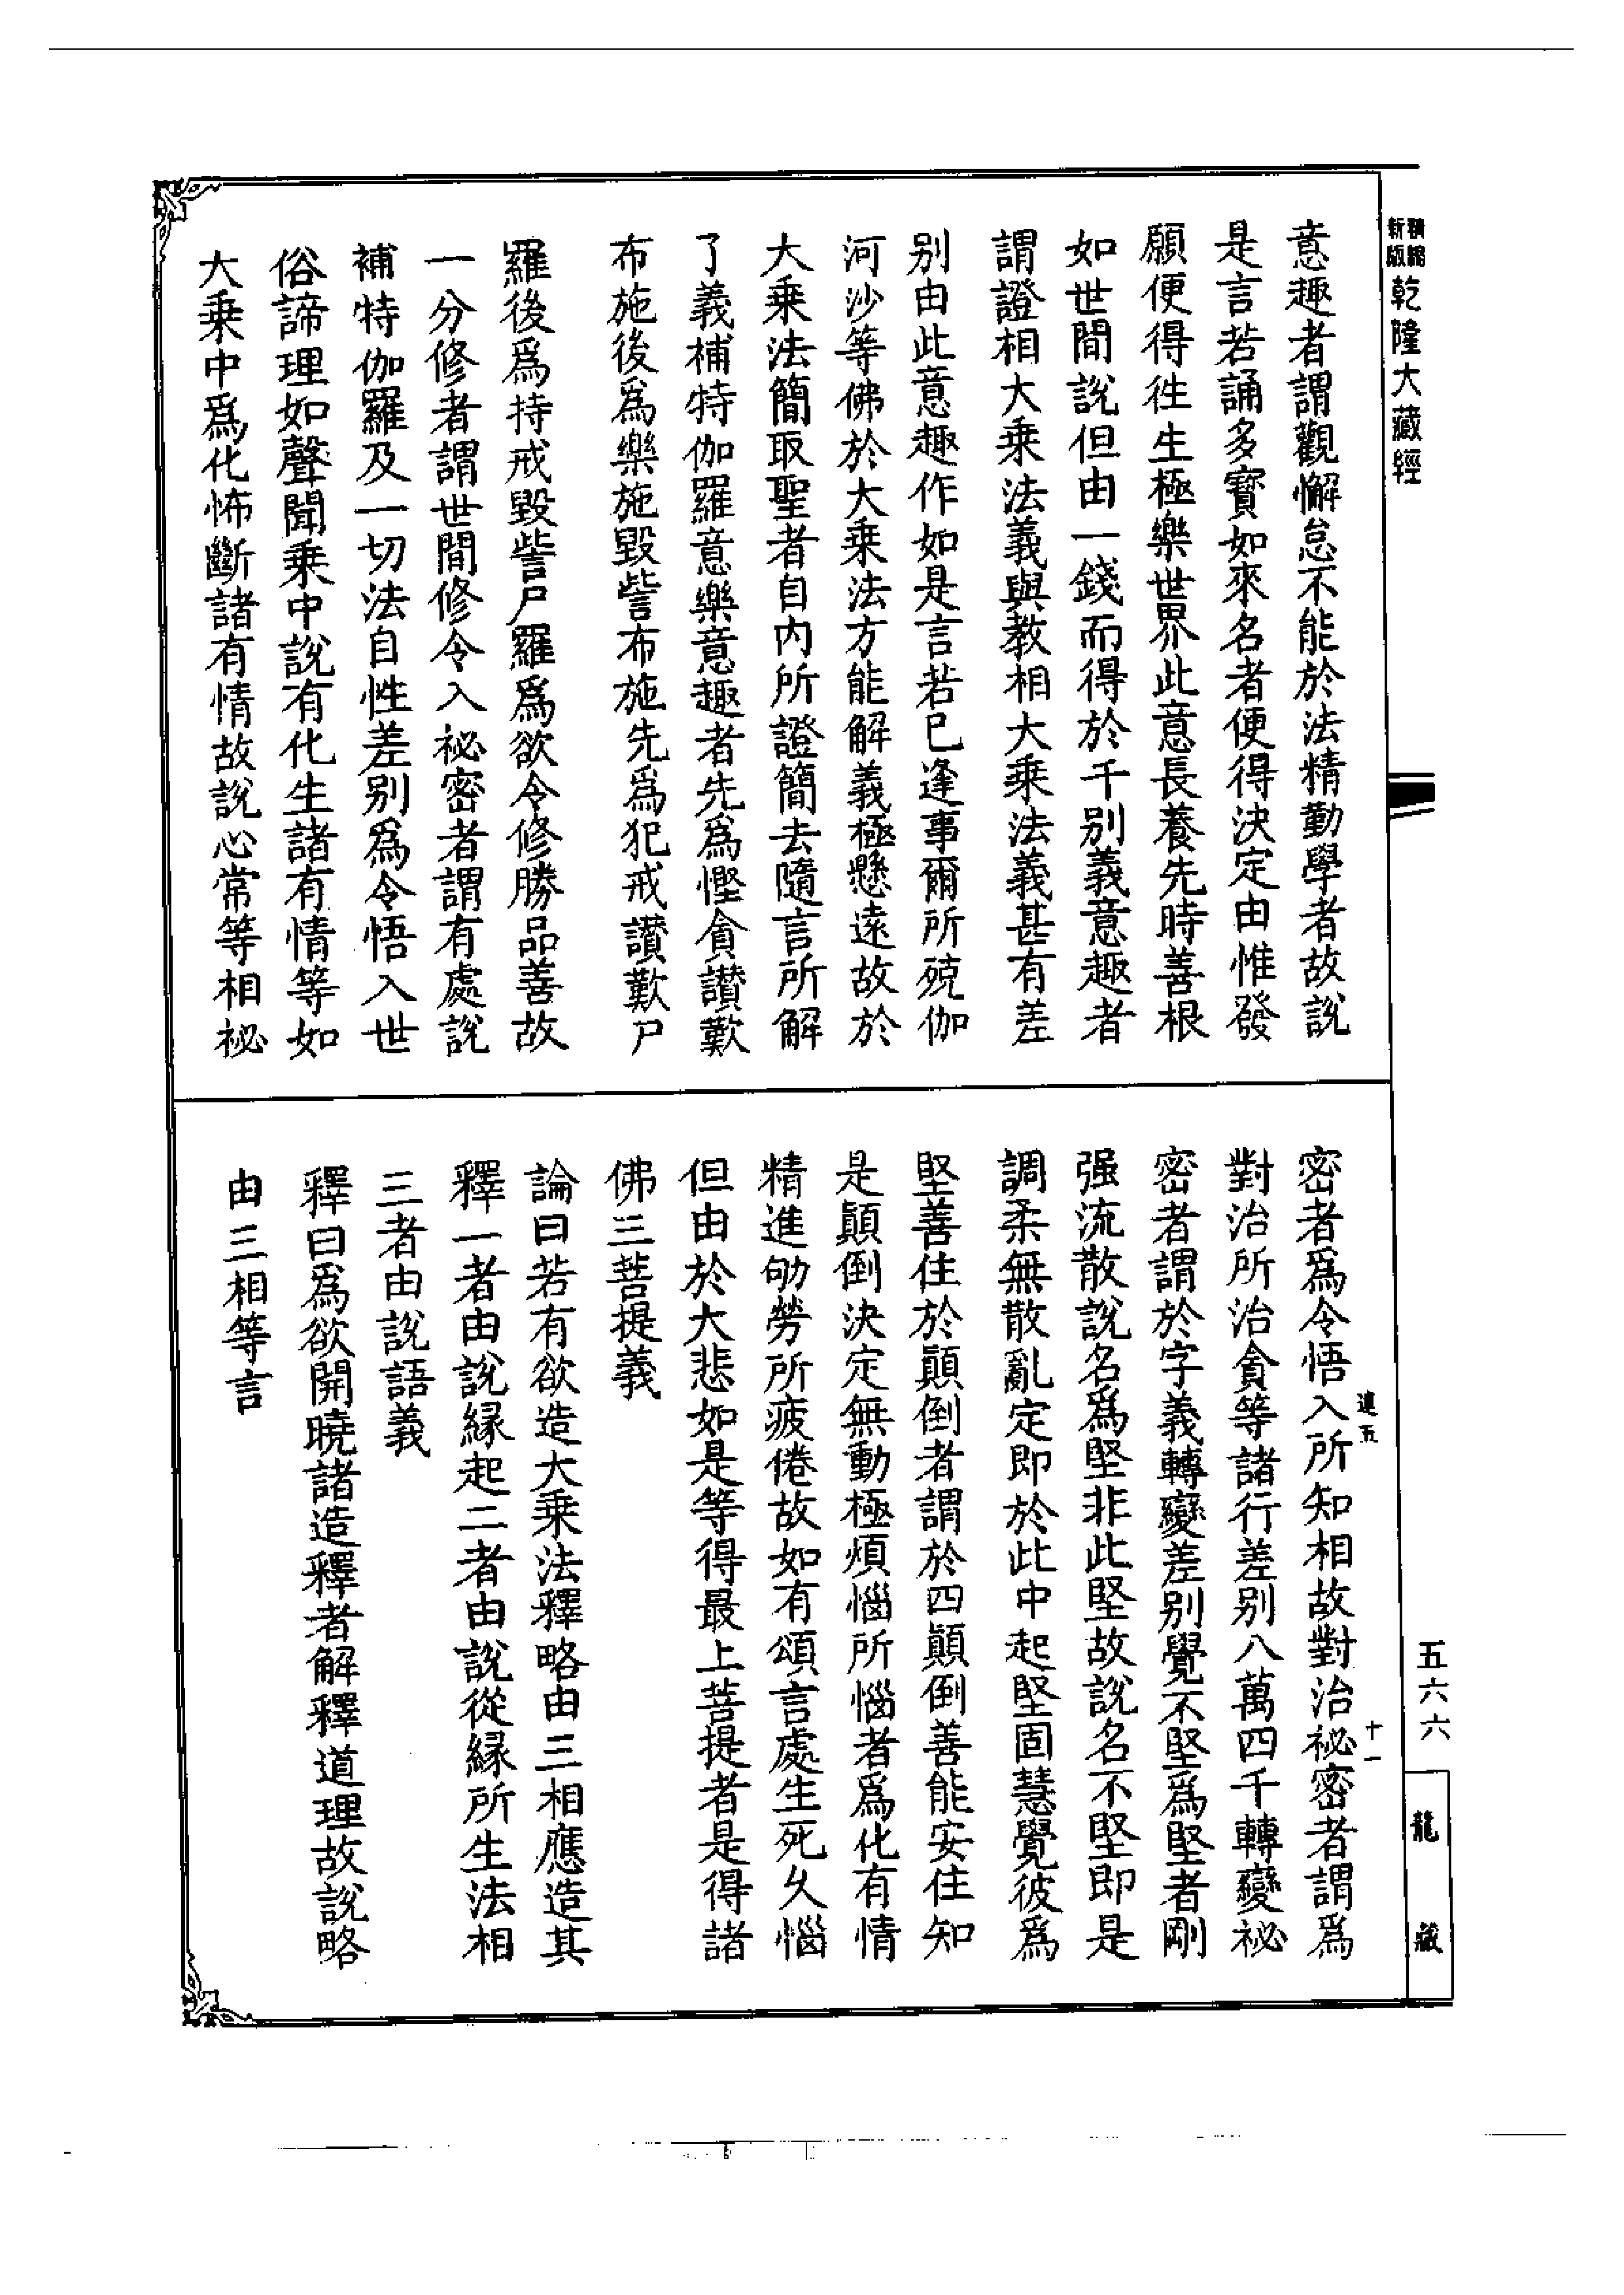 新版
精縮
乾隆大藏經
意趣者謂觀懈怠不能於法精勤學者故說
是言若誦多寶如來名者便得決定由惟發
願便得徃生極樂世界此意長養先時善根
如世間說但由一錢而得於千别義意趣者
謂證相大乘法義與教相大乘法義甚有差
别由此意趣作如是言若已逢事爾所殑伽
河沙等佛於大乘法方能解義極懸遠故於
大乘法簡取聖者自内所證簡去隨言所解
了義補特伽羅意樂意趣者先爲慳貪讃歎
布施後爲樂施毀訾布施先爲犯戒讃歎尸
羅後爲持戒毀訾尸羅爲欲令修勝品善故
一分修者謂世間修令入祕密者謂有處說
補特伽羅及一切法自性差别爲令悟入世
俗諦理如聲聞乘中說有化生諸有情等如
大乘中爲化怖斷諸有情故說心常等相祕
密者爲令悟入所知相故對治祕密者謂爲
對治所治貪等諸行差别八萬四千轉變祕
密者謂於字義轉變差别覺不堅爲堅者剛
强流散說名爲堅非此堅故說名不堅即是
調柔無散亂定即於此中起堅固慧覺彼爲
堅善住於顚倒者謂於四顚倒善能安住知
是顚倒決定無動極煩惱所惱者爲化有情
精進劬勞所疲倦故如有頌言處生死久惱
但由於大悲如是等得最上菩提者是得諸
佛三菩提義
論曰若有欲造大乘法釋略由三相應造其
釋一者由說縁起二者由說從縁所生法相
三者由說語義
釋曰爲欲開曉諸造釋者解釋道理故說略
由三相等言
五六六
十一
龍藏